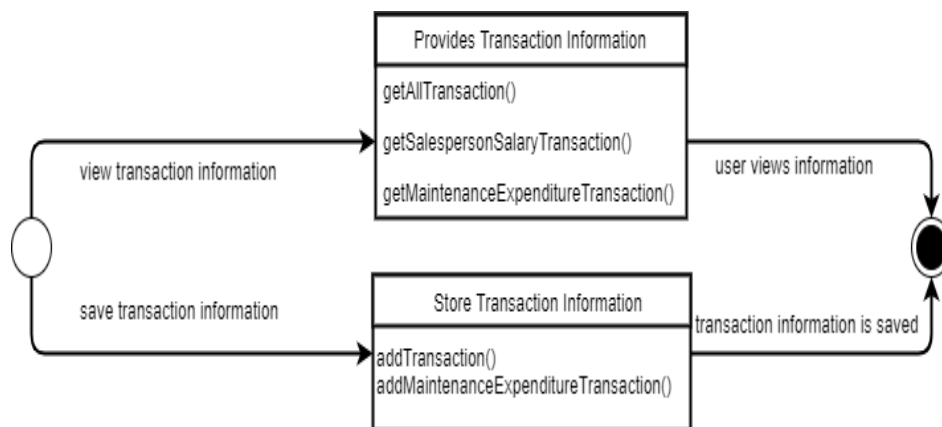 Provides Transaction Information
getAllTransaction()
getSalespersonSalaryTransaction()
getMaintenanceExpenditureTransaction()
view transaction information
user views information
Store Transaction Information
addTransaction()
addMaintenanceExpenditureTransaction()
save transaction information
transaction information is saved